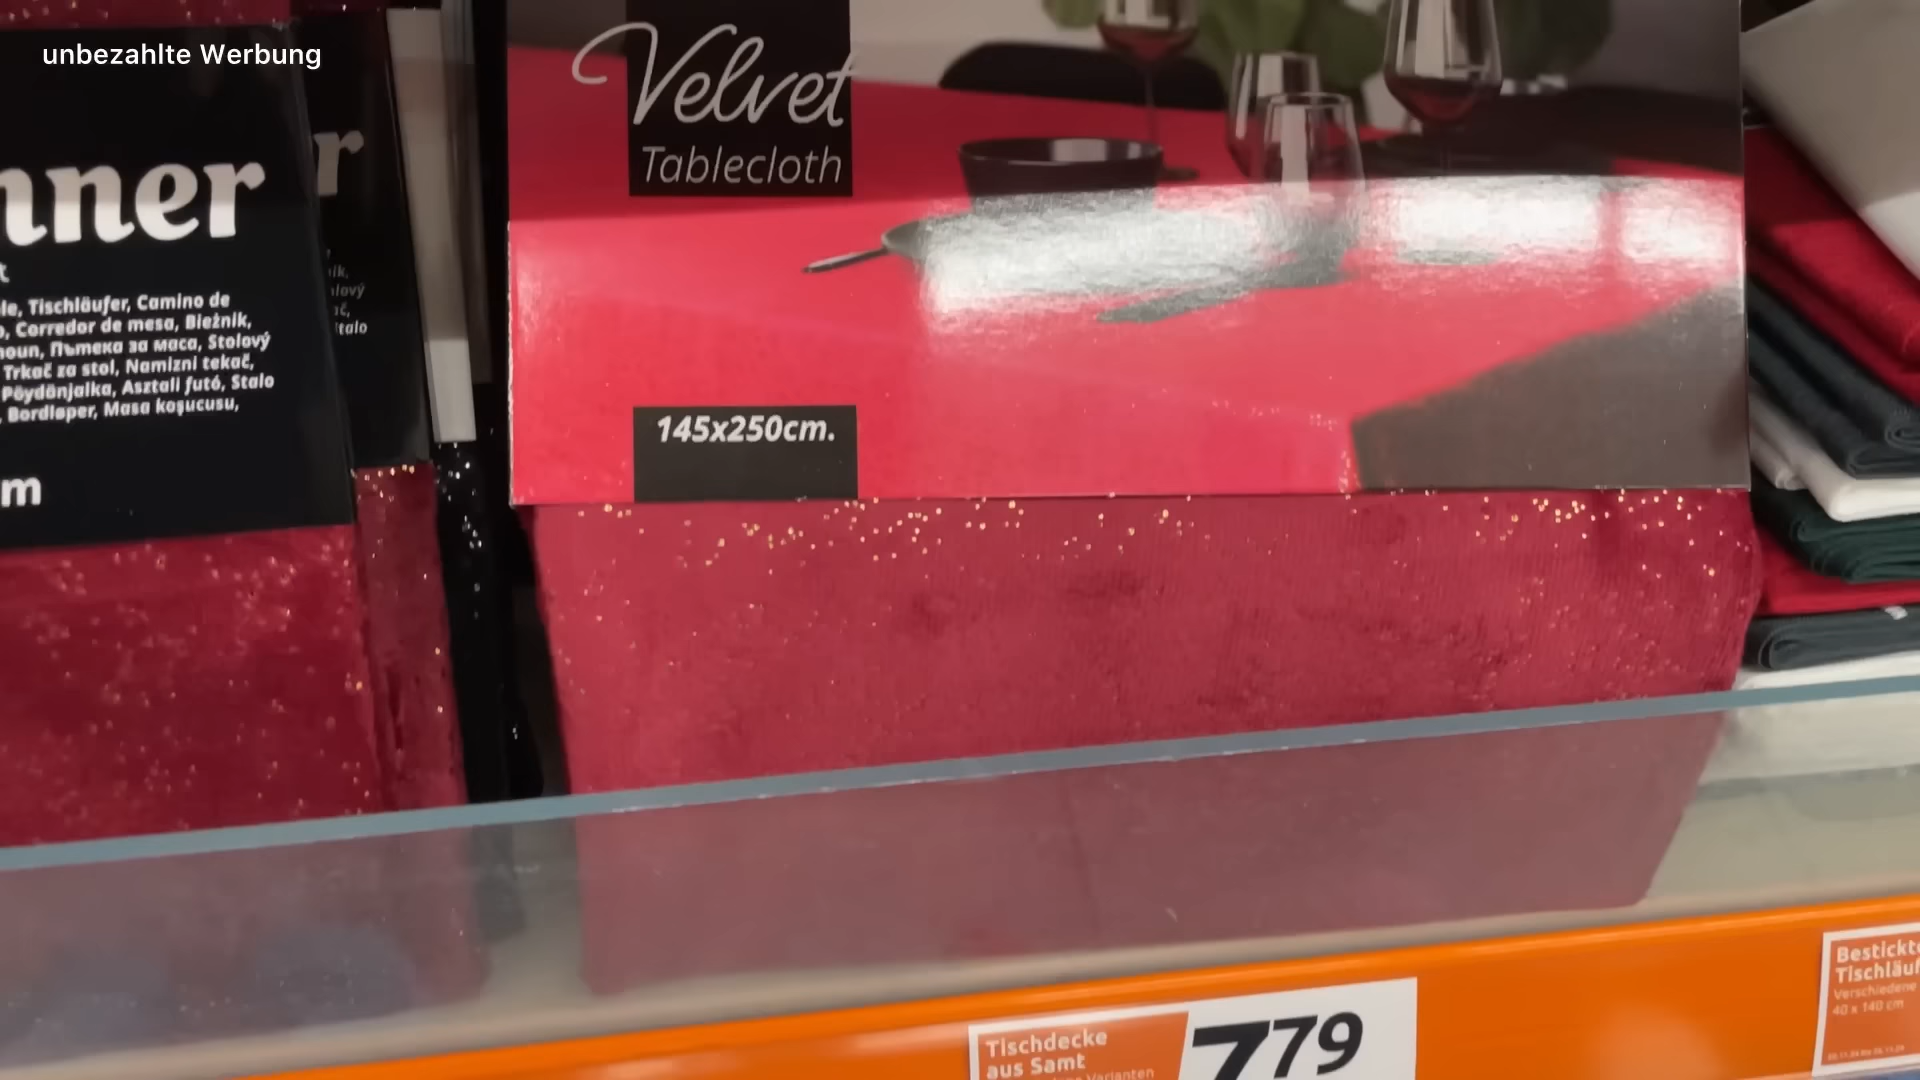 unbezahlte Werbung
Velvet
Tablecloth
145x250cm.
nner
r
Tischläufer, Camino de
Corredor de mesa, Bieżnik,
Пътека за маса, Stolový
Trkač za stol, Namizni tekač,
Pöydänjalka, Asztali futó, Stalo
Bordløper, Masa koşucusu,
m
Tischdecke
aus Samt
Varianten
7 79
Bestickte
Tischläuf
Verschiedene
40 x 140 cm